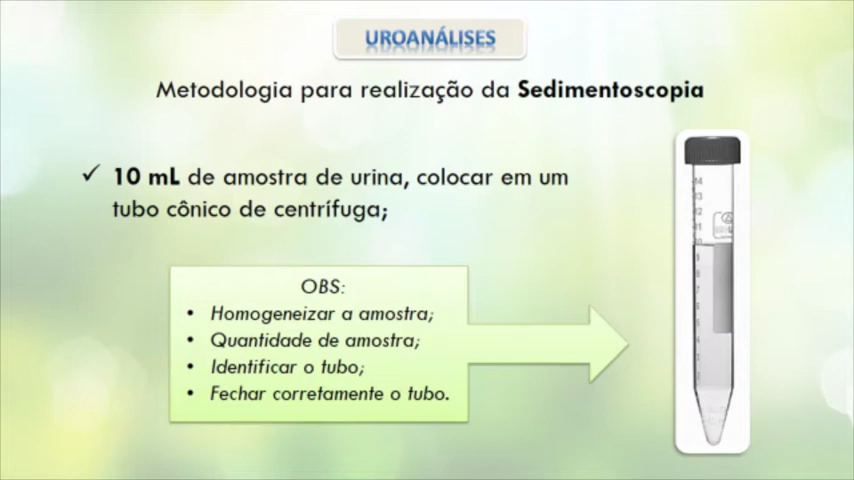 UROANÁLISES
Metodologia para realização da Sedimentoscopia
✓ 10 mL de amostra de urina, colocar em um
tubo cônico de centrífuga;
OBS:
• Homogeneizar a amostra;
• Quantidade de amostra;
• Identificar o tubo;
• Fechar corretamente o tubo.